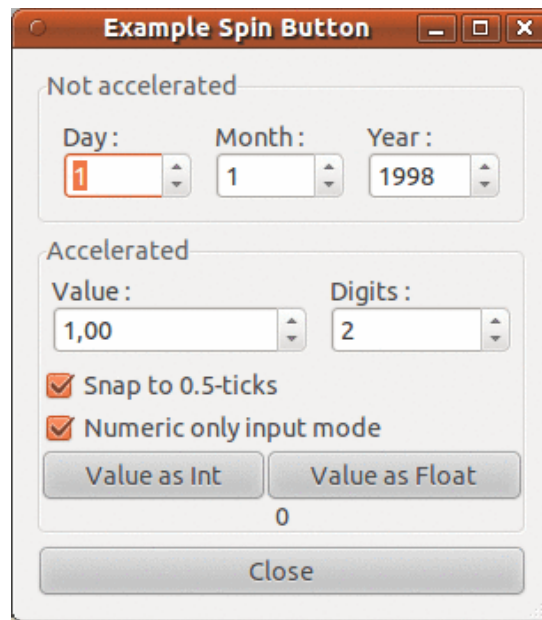 Example Spin Button
Not accelerated
Day : Month : Year :
1 1 1998
Accelerated
Value : Digits :
1,00 2
Snap to 0.5-ticks
Numeric only input mode
Value as Int Value as Float
0
Close